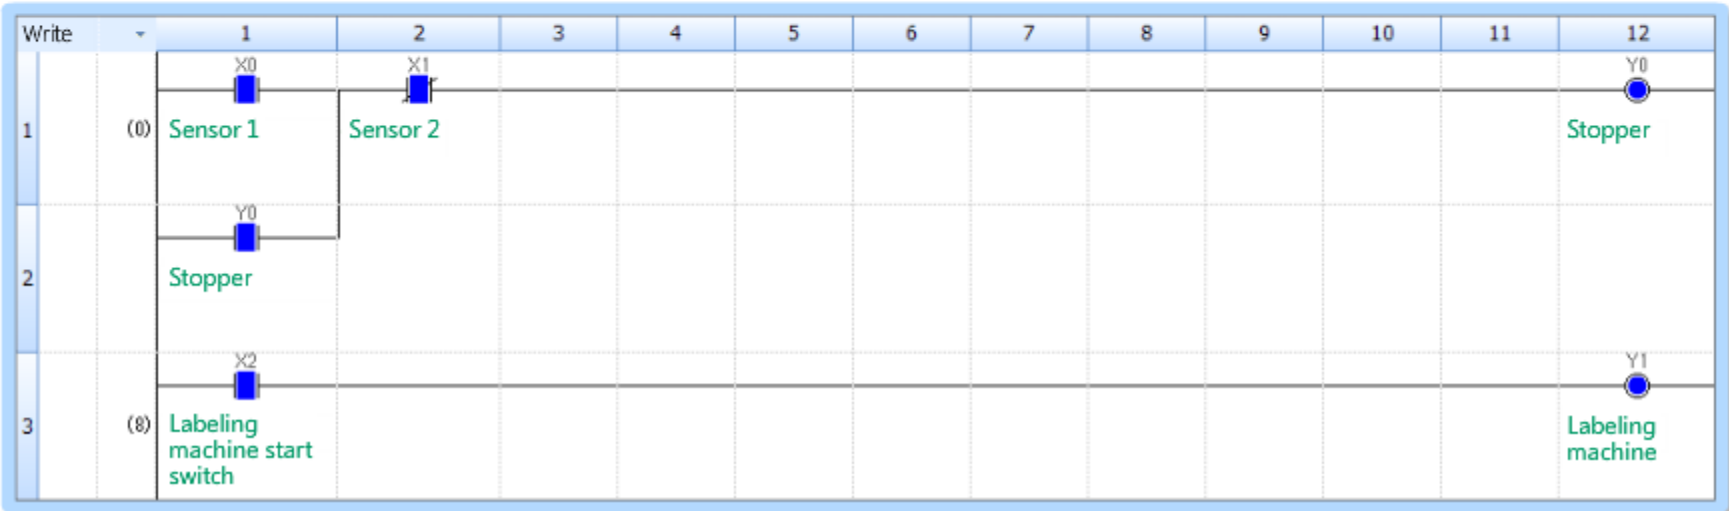 Write 1 2 3 4 5 6 7 8 9 10 11 12
X0 X1 Y0
1 (0) Sensor 1 Sensor 2 Stopper
Y0
2 Stopper
X2 Y1
3 (8) Labeling
machine start
switch
Labeling
machine